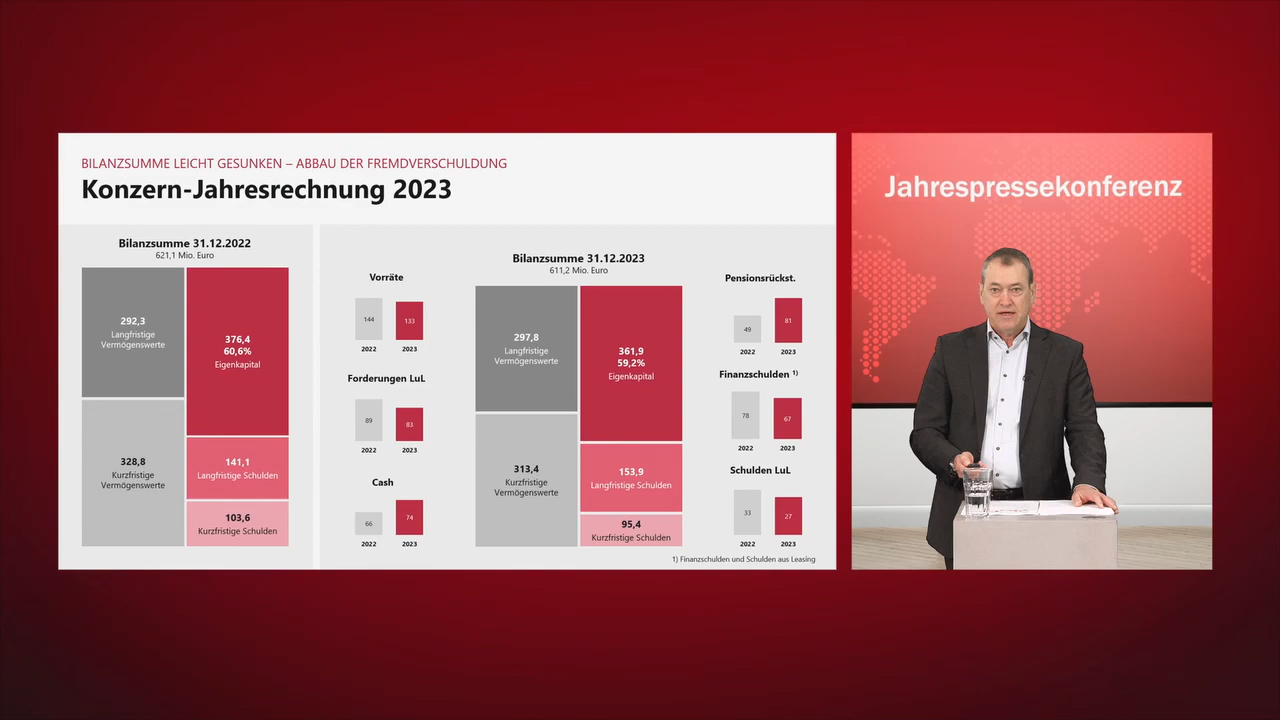 BILANZSUMME LEICHT GESUNKEN – ABBAU DER FREMDVERSCHULDUNG
Konzern-Jahresrechnung 2023
Bilanzsumme 31.12.2022
621,1 Mio. Euro
292,3
Langfristige
Vermögenswerte
328,8
Kurzfristige
Vermögenswerte
376,4
60,6%
Eigenkapital
141,1
Langfristige Schulden
103,6
Kurzfristige Schulden
Vorräte
144
133
2022
2023
Forderungen LuL
89
83
2022
2023
Cash
66
74
2022
2023
Bilanzsumme 31.12.2023
611,2 Mio. Euro
297,8
Langfristige
Vermögenswerte
313,4
Kurzfristige
Vermögenswerte
361,9
59,2%
Eigenkapital
153,9
Langfristige Schulden
95,4
Kurzfristige Schulden
Pensionsrückst.
49
81
2022
2023
Finanzschulden 1)
78
67
2022
2023
Schulden LuL
33
27
2022
2023
1) Finanzschulden und Schulden aus Leasing
Jahrespressekonferenz